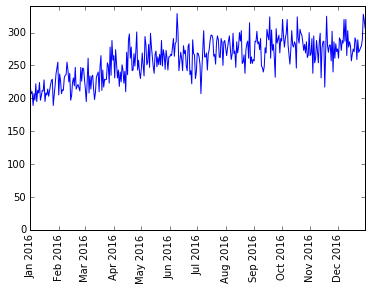 300
250
200
150
100
50
0
Jan 2016
Feb 2016
Mar 2016
Apr 2016
May 2016
Jun 2016
Jul 2016
Aug 2016
Sep 2016
Oct 2016
Nov 2016
Dec 2016